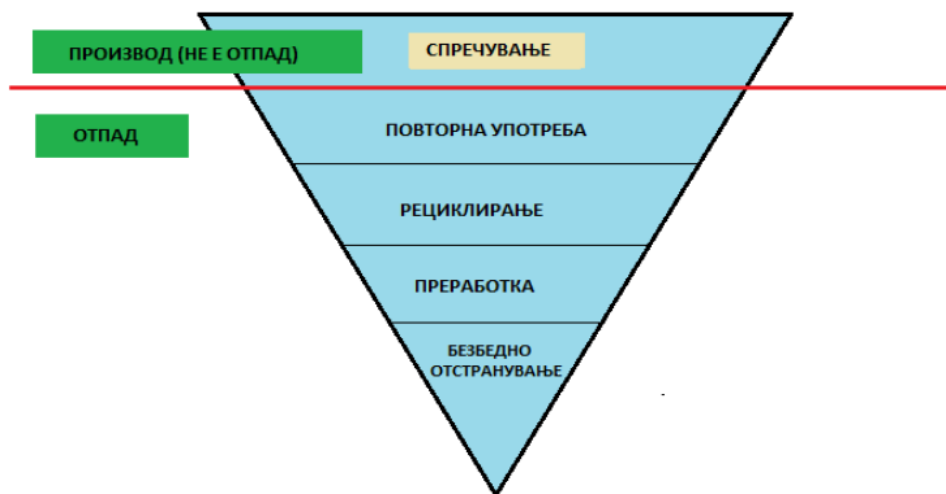 ПРОИЗВОД (НЕ Е ОТПАД)
СПРЕЧУВАЊЕ
ОТПАД
ПОВТОРНА УПОТРЕБА
РЕЦИКЛИРАЊЕ
ПРЕРАБОТКА
БЕЗБЕДНО
ОТСТРАНУВАЊЕ